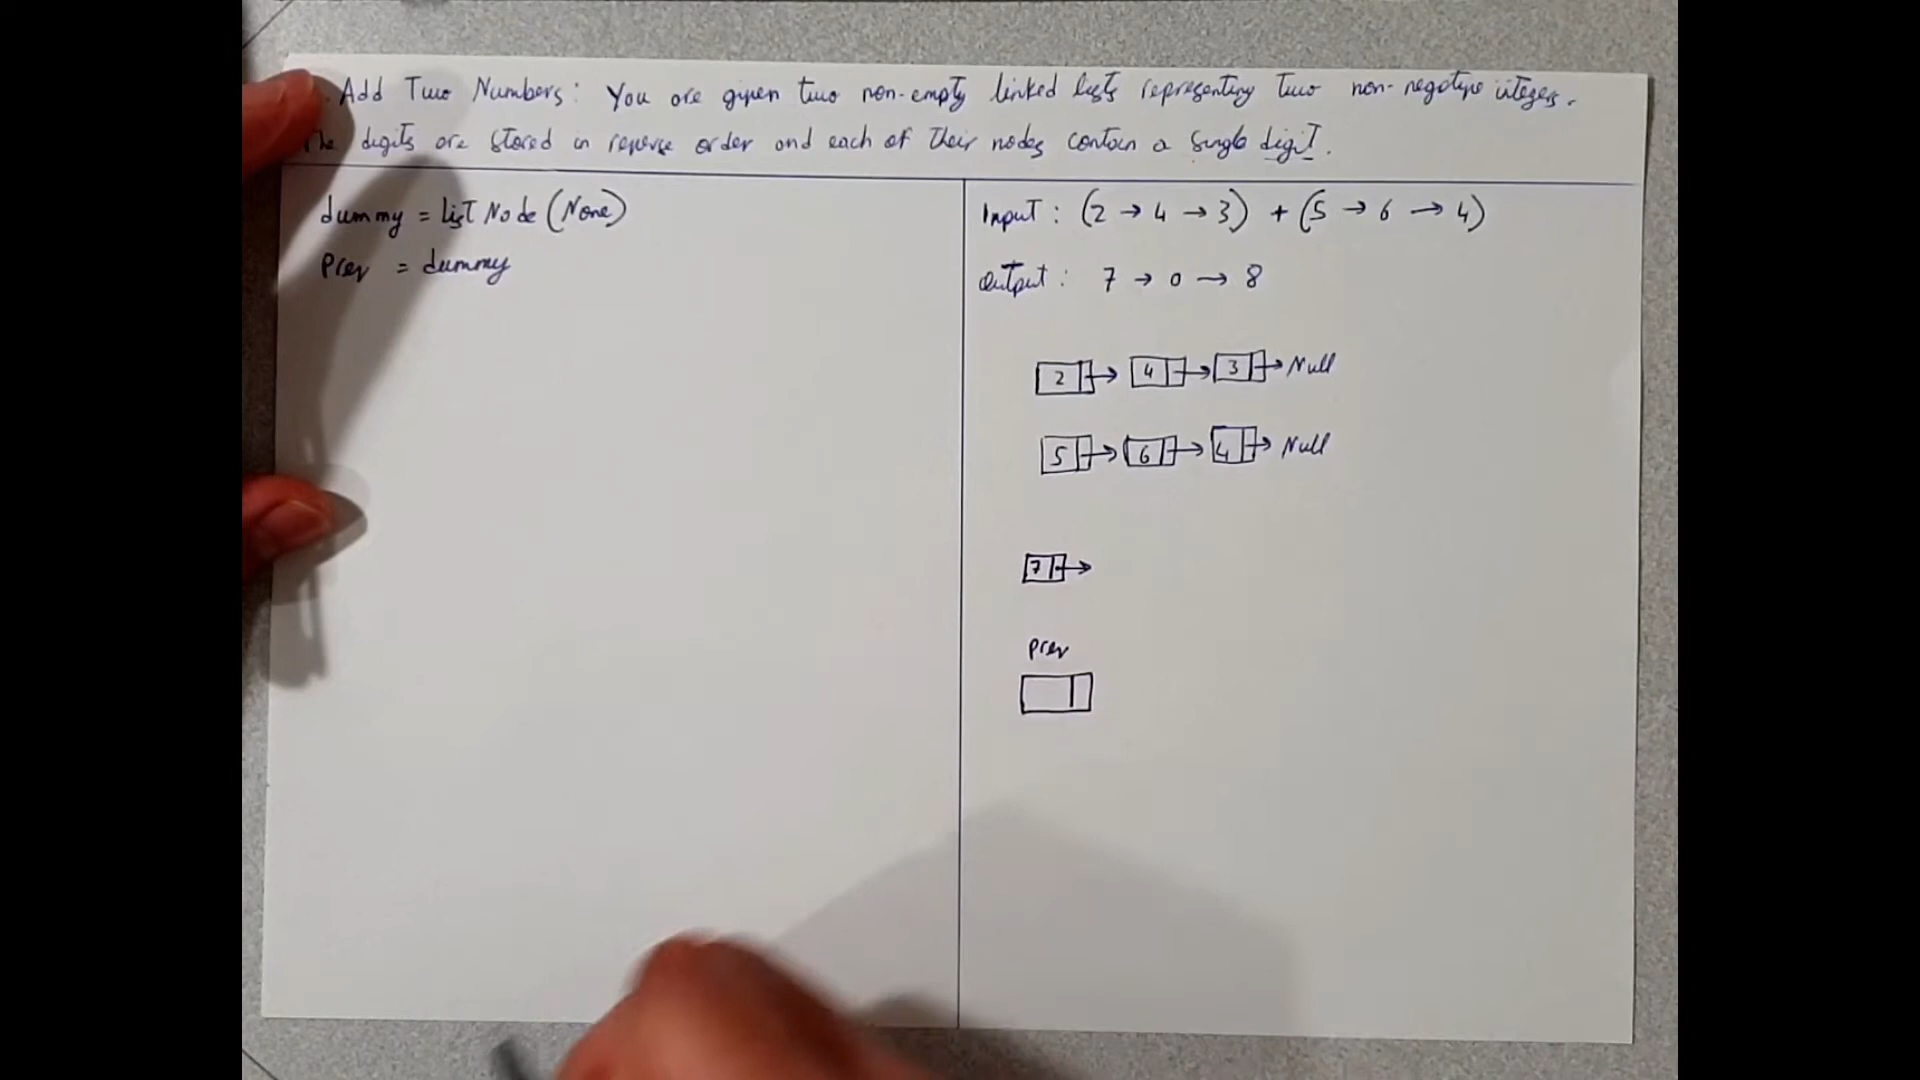 . Add Two Numbers: You are given two non-empty linked lists representing two non-negative integers.
The digits are stored in reverse order and each of their nodes contain a single digit.
dummy = list Node (None)
prev = dummy
Input: (2 → 4 → 3) + (5 → 6 → 4)
Output: 7 → 0 → 8
2 → 4 → 3 → Null
5 → 6 → 4 → Null
7 →
prev